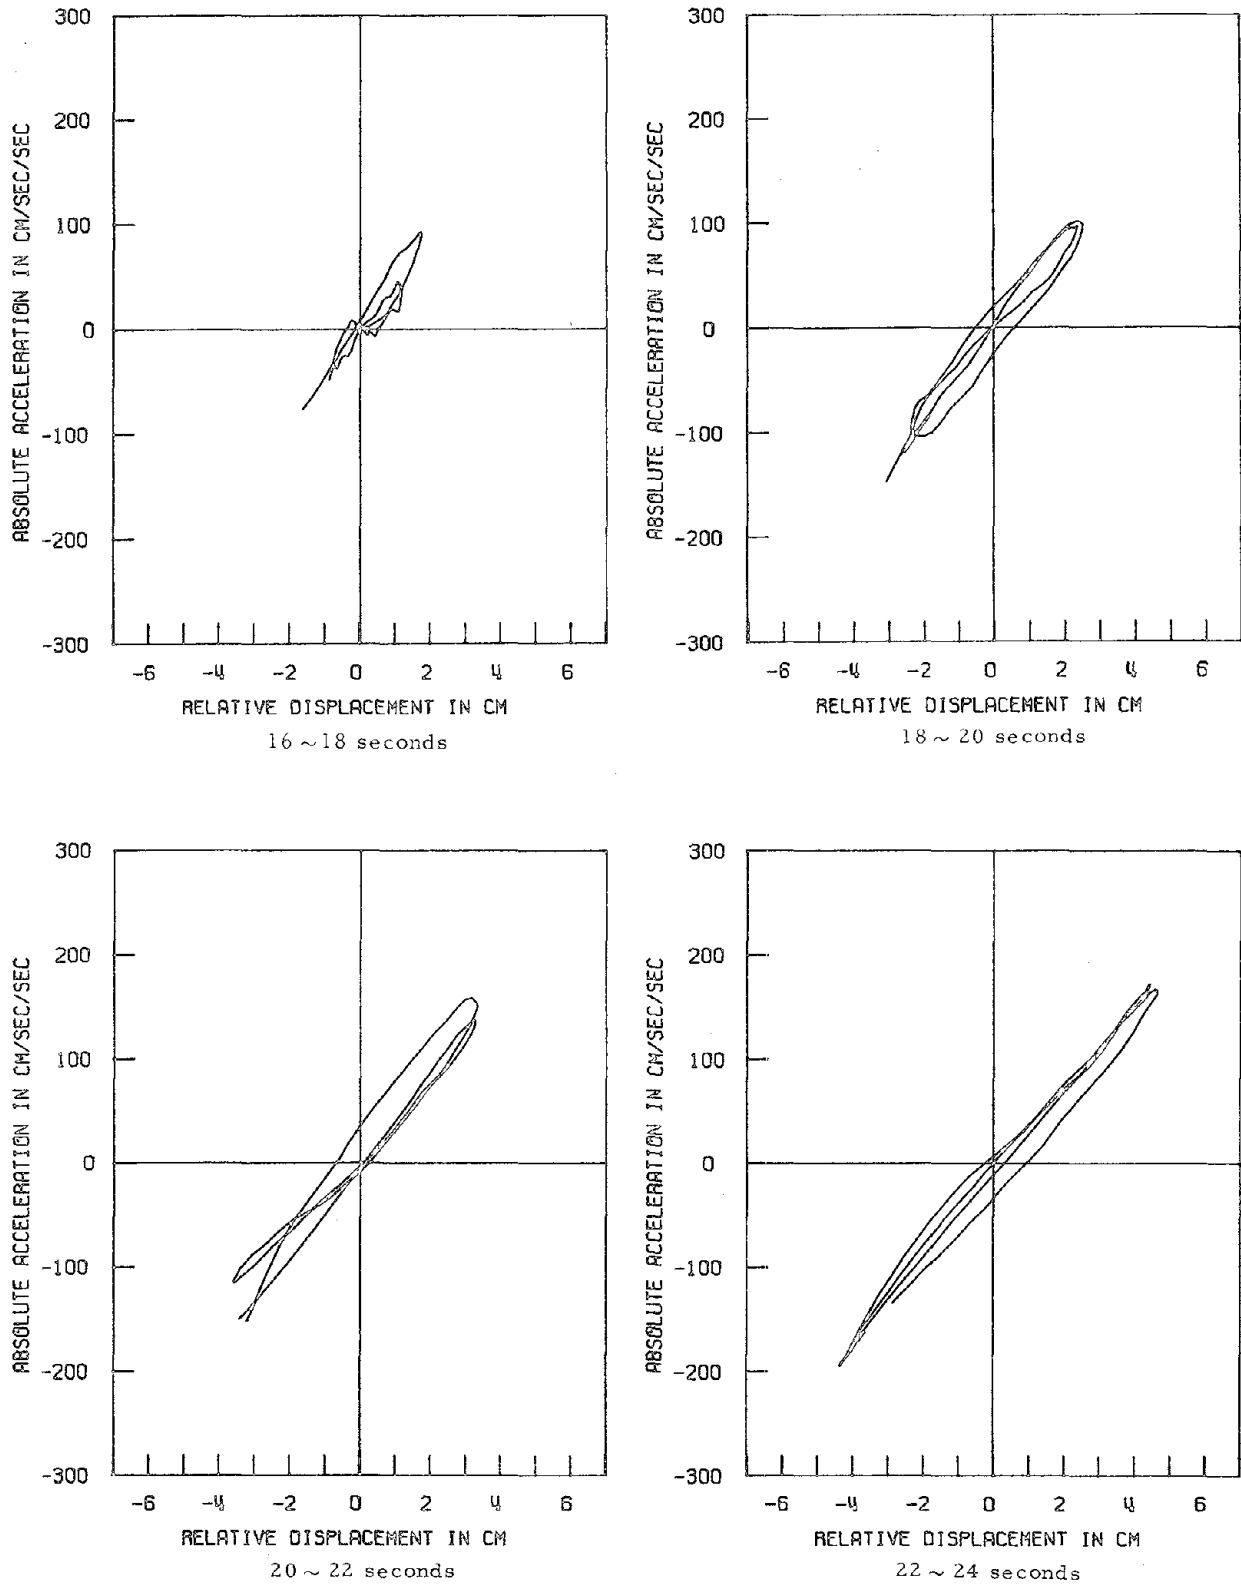 300
200
100
0
-100
-200
-300
ABSOLUTE ACCELERATION IN CM/SEC/SEC
-6 -4 -2 0 2 4 6
RELATIVE DISPLACEMENT IN CM
16 ~ 18 seconds
300
200
100
0
-100
-200
-300
ABSOLUTE ACCELERATION IN CM/SEC/SEC
-6 -4 -2 0 2 4 6
RELATIVE DISPLACEMENT IN CM
18 ~ 20 seconds
300
200
100
0
-100
-200
-300
ABSOLUTE ACCELERATION IN CM/SEC/SEC
-6 -4 -2 0 2 4 6
RELATIVE DISPLACEMENT IN CM
20 ~ 22 seconds
300
200
100
0
-100
-200
-300
ABSOLUTE ACCELERATION IN CM/SEC/SEC
-6 -4 -2 0 2 4 6
RELATIVE DISPLACEMENT IN CM
22 ~ 24 seconds